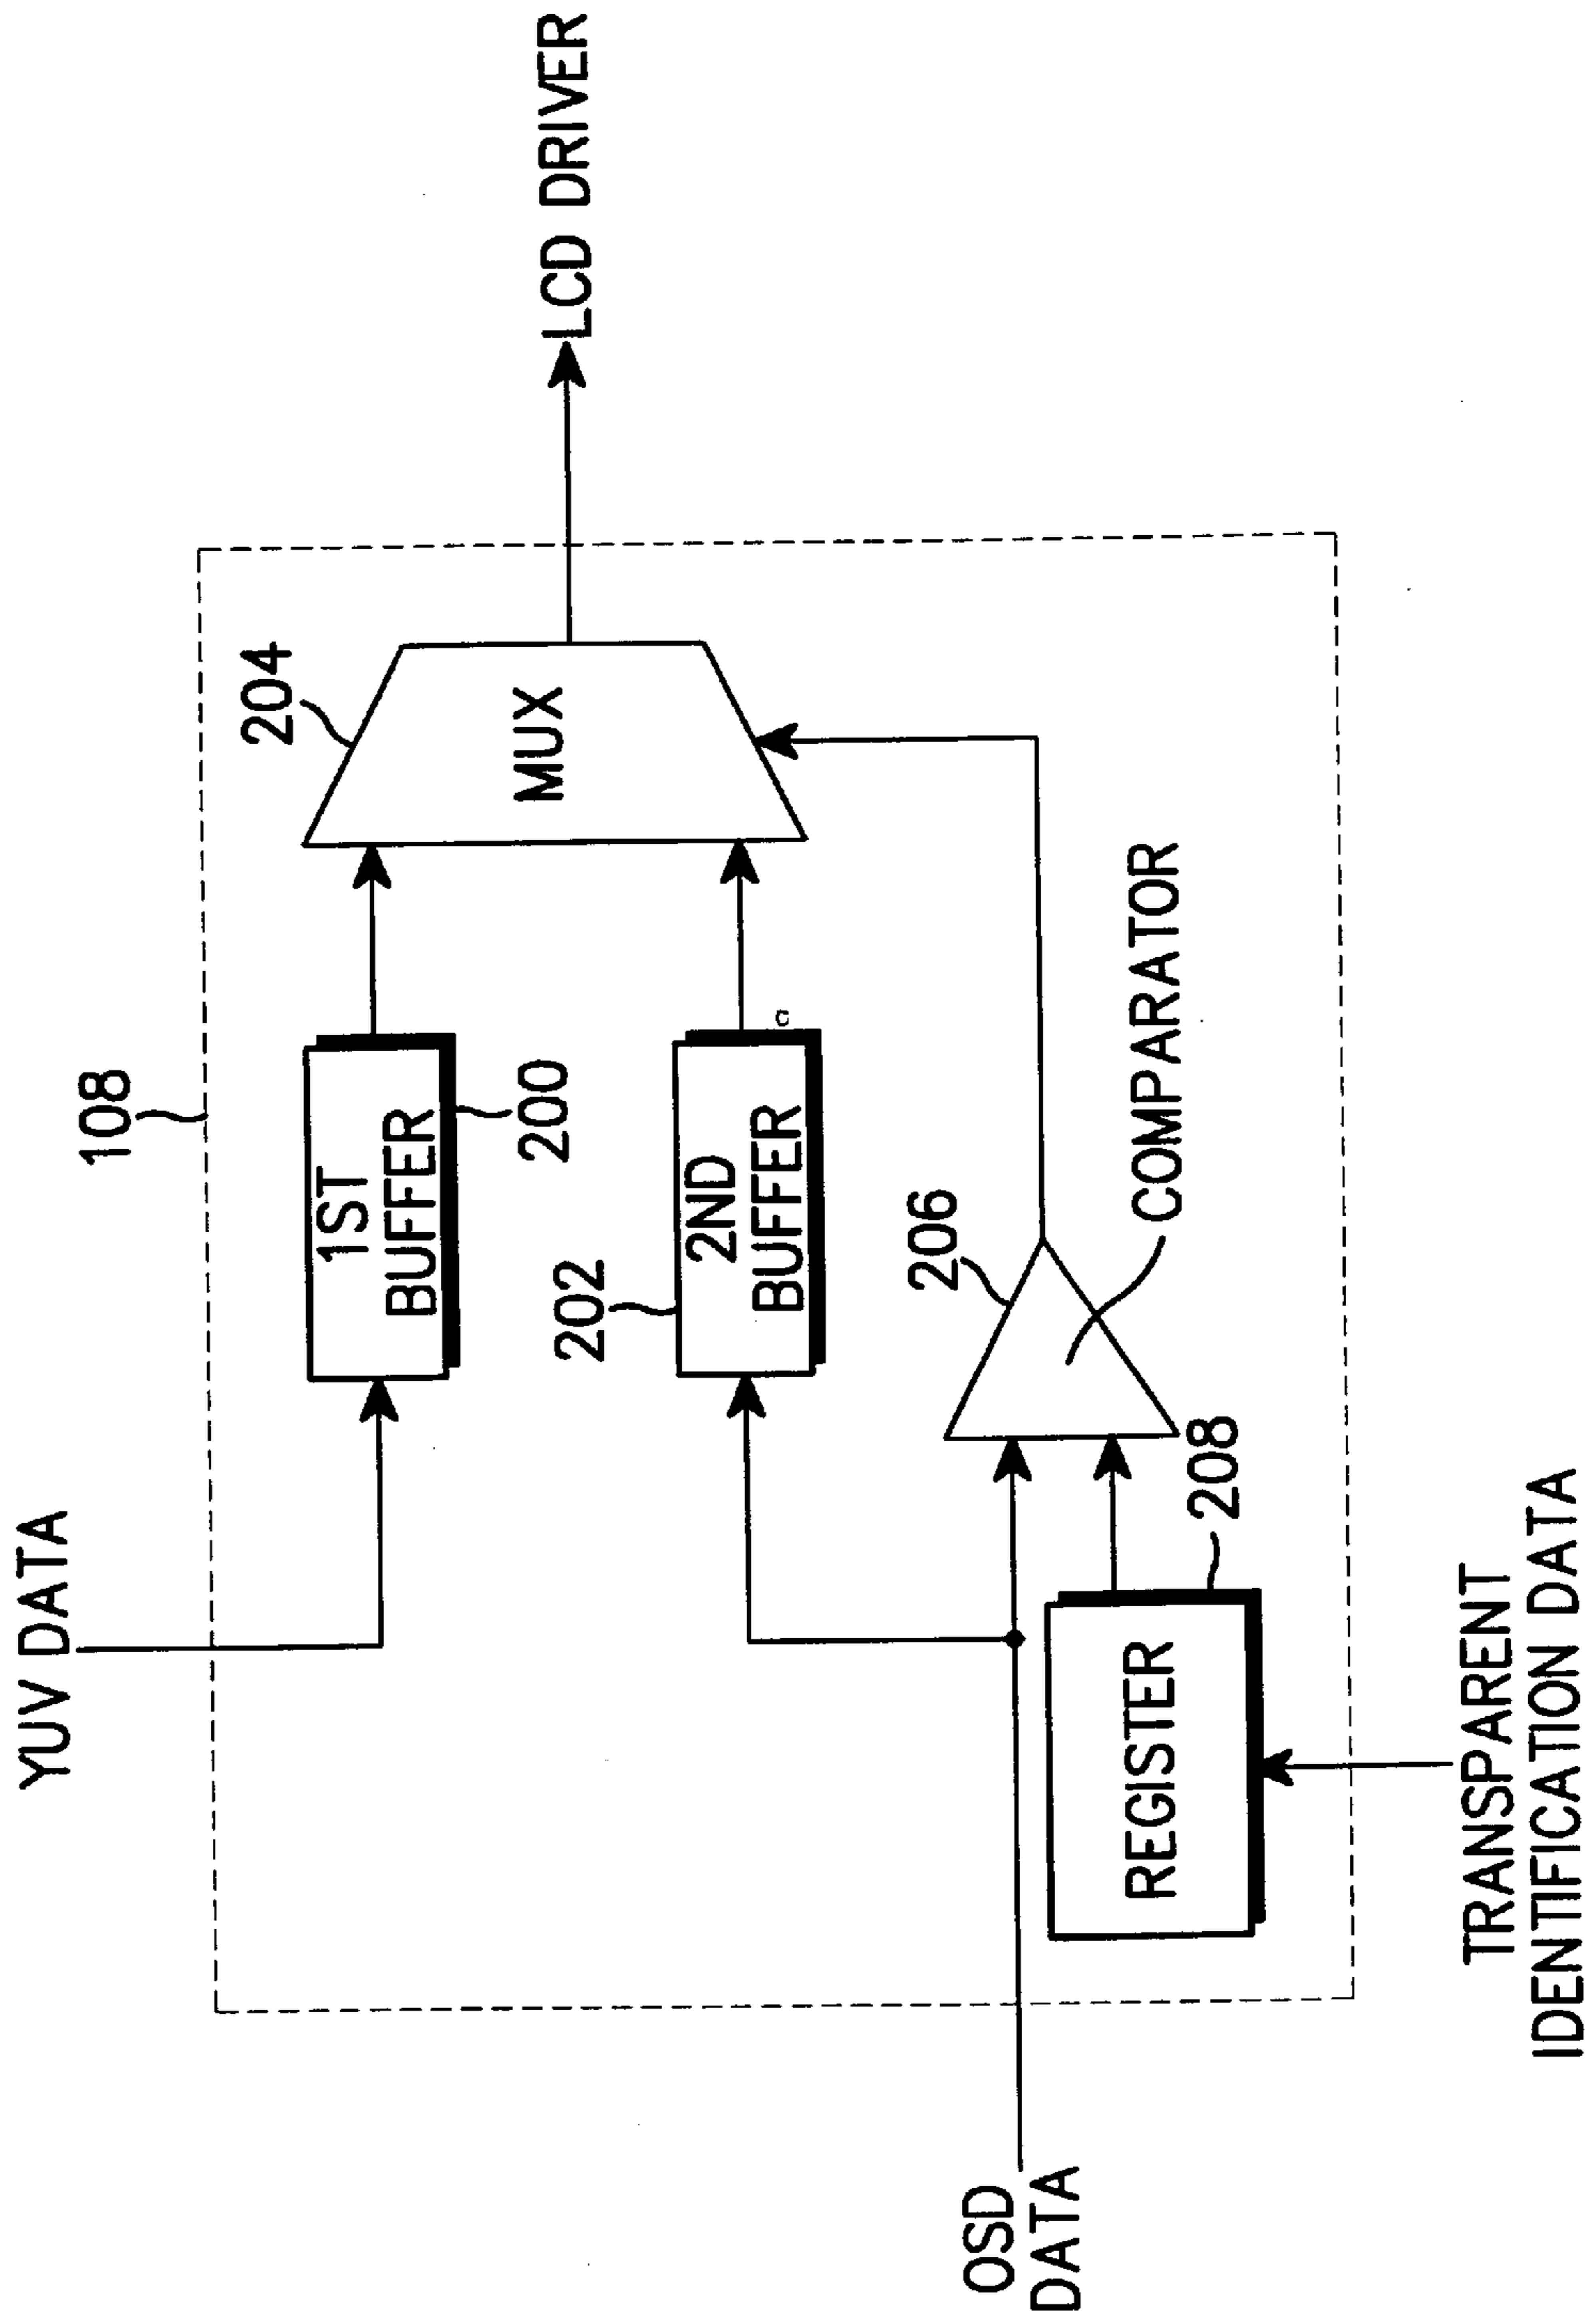 YUV DATA
108
204
1ST
BUFFER
200
MUX
LCD DRIVER
202
2ND
BUFFER
206
COMPARATOR
OSD
DATA
REGISTER
208
TRANSPARENT
IDENTIFICATION DATA